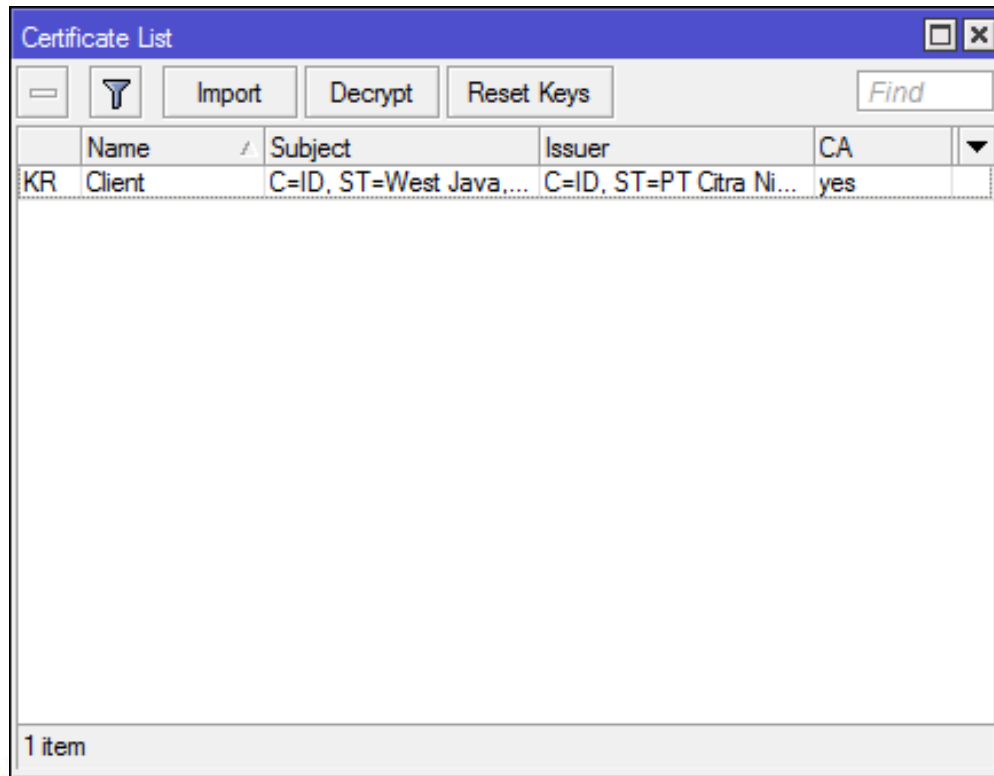 Certificate List
Import Decrypt Reset Keys Find
Name Subject Issuer CA
KR Client C=ID, ST=West Java,... C=ID, ST=PT Citra Ni... yes
1 item